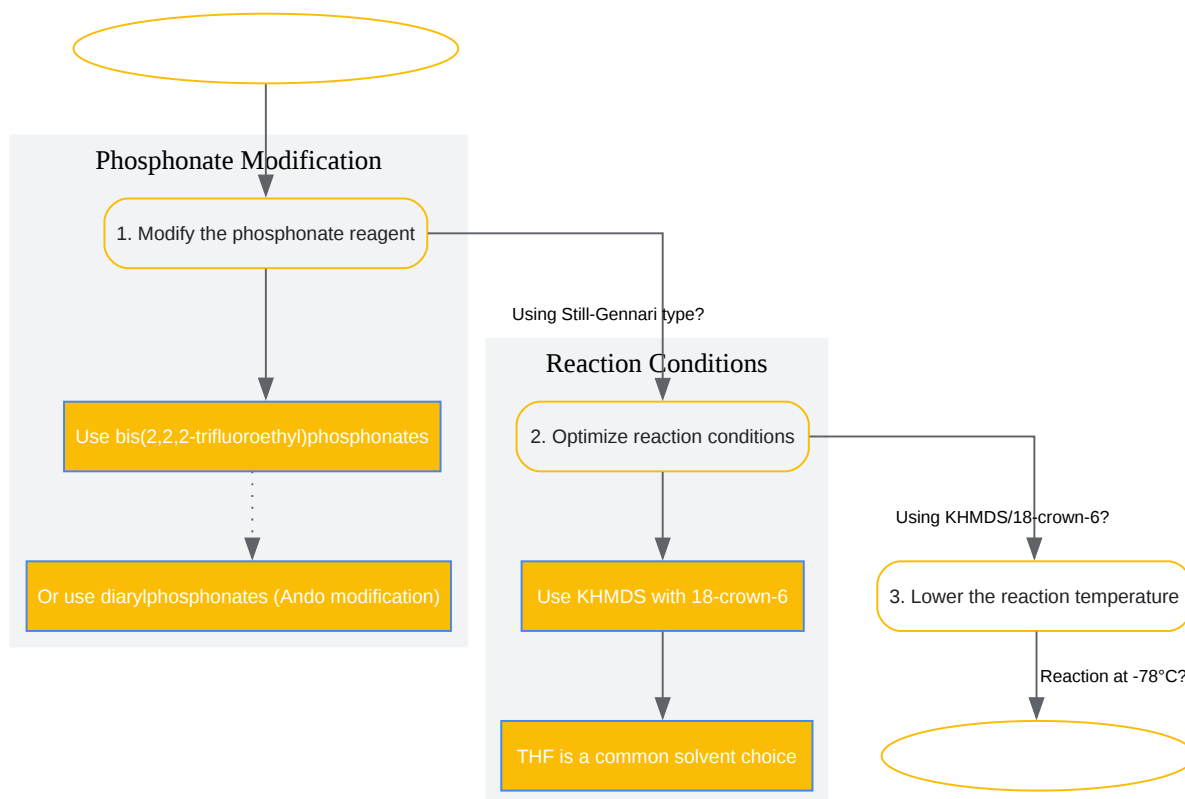 Phosphonate Modification
1. Modify the phosphonate reagent
Using Still-Gennari type?
Reaction Conditions
Use bis(2,2,2-trifluoroethyl)phosphonates
2. Optimize reaction conditions
Using KHMDS/18-crown-6?
Or use diarylphosphonates (Ando modification)
Use KHMDS with 18-crown-6
3. Lower the reaction temperature
Reaction at -78°C?
THF is a common solvent choice